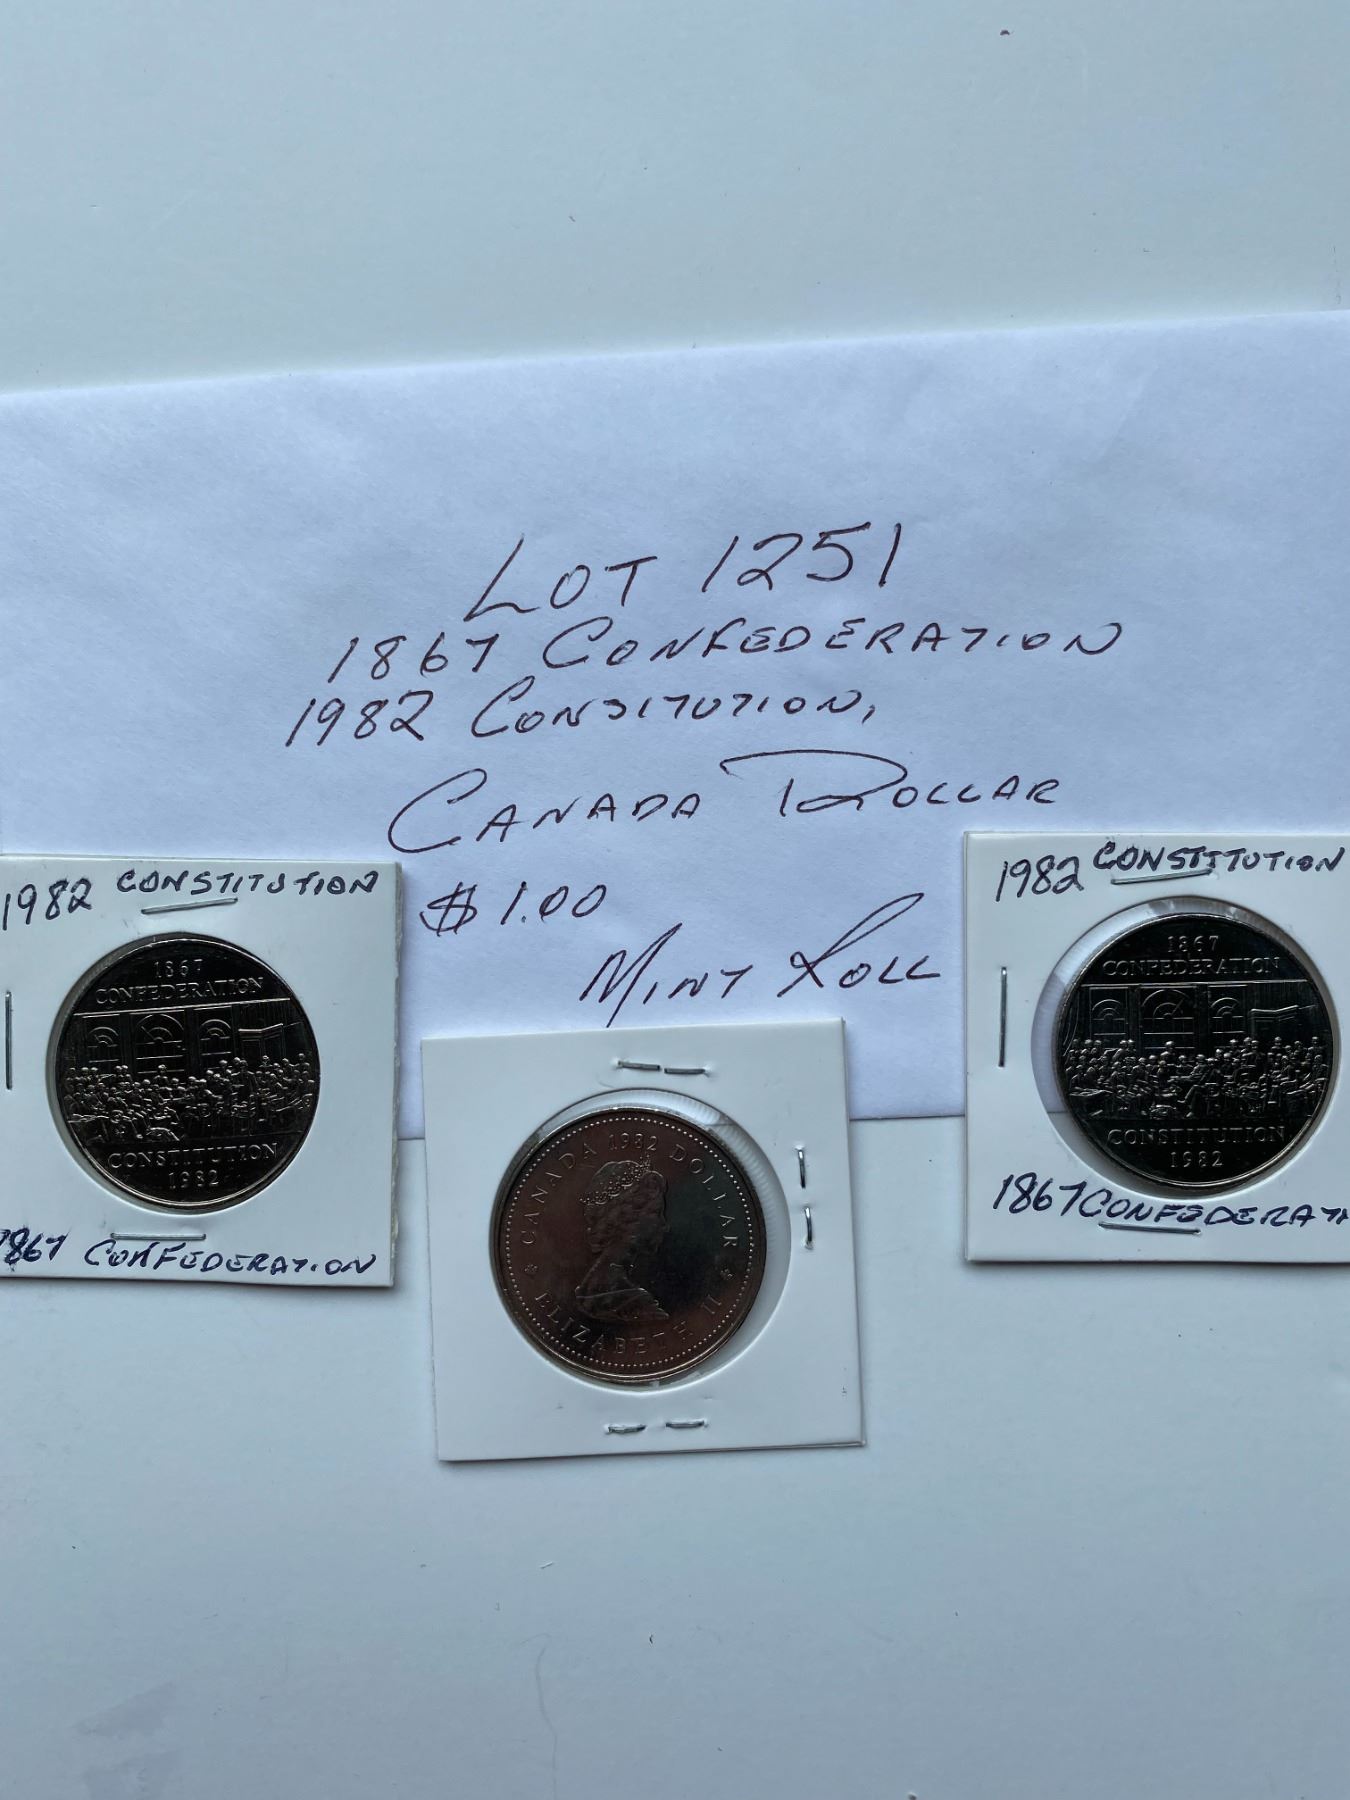 LOT 1251
1867 CONFEDERATION
1982 CONSTITUTION,
CANADA DOLLAR
$1.00
MINT ROLL
1982 CONSTITUTION
1867
CONFEDERATION
CONSTITUTION
1982
1867 CONFEDERATION
CANADA 1982 DOLLAR
ELIZABETH II
1982 CONSTITUTION
1867
CONFEDERATION
CONSTITUTION
1982
1867 CONFEDERATI